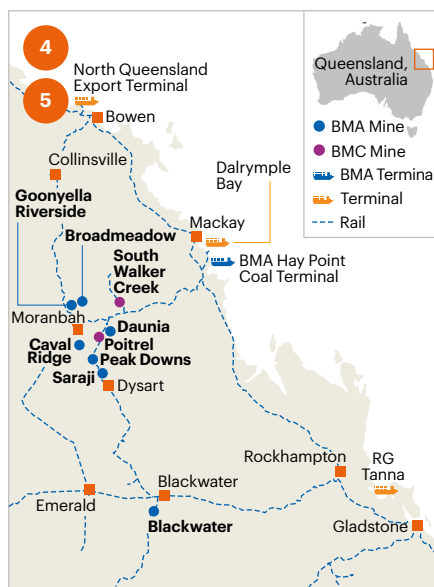 4
5
North Queensland
Export Terminal
Bowen
Collinsville
Goonyella
Riverside
Broadmeadow
South
Walker
Creek
Mackay
Dalrymple
Bay
BMA Hay Point
Coal Terminal
Moranbah
Caval
Ridge
Daunia
Poitrel
Peak Downs
Saraji
Dysart
Emerald
Blackwater
Blackwater
Rockhampton
RG
Tanna
Gladstone
Queensland,
Australia
BMA Mine
BMC Mine
BMA Termina
Terminal
Rail